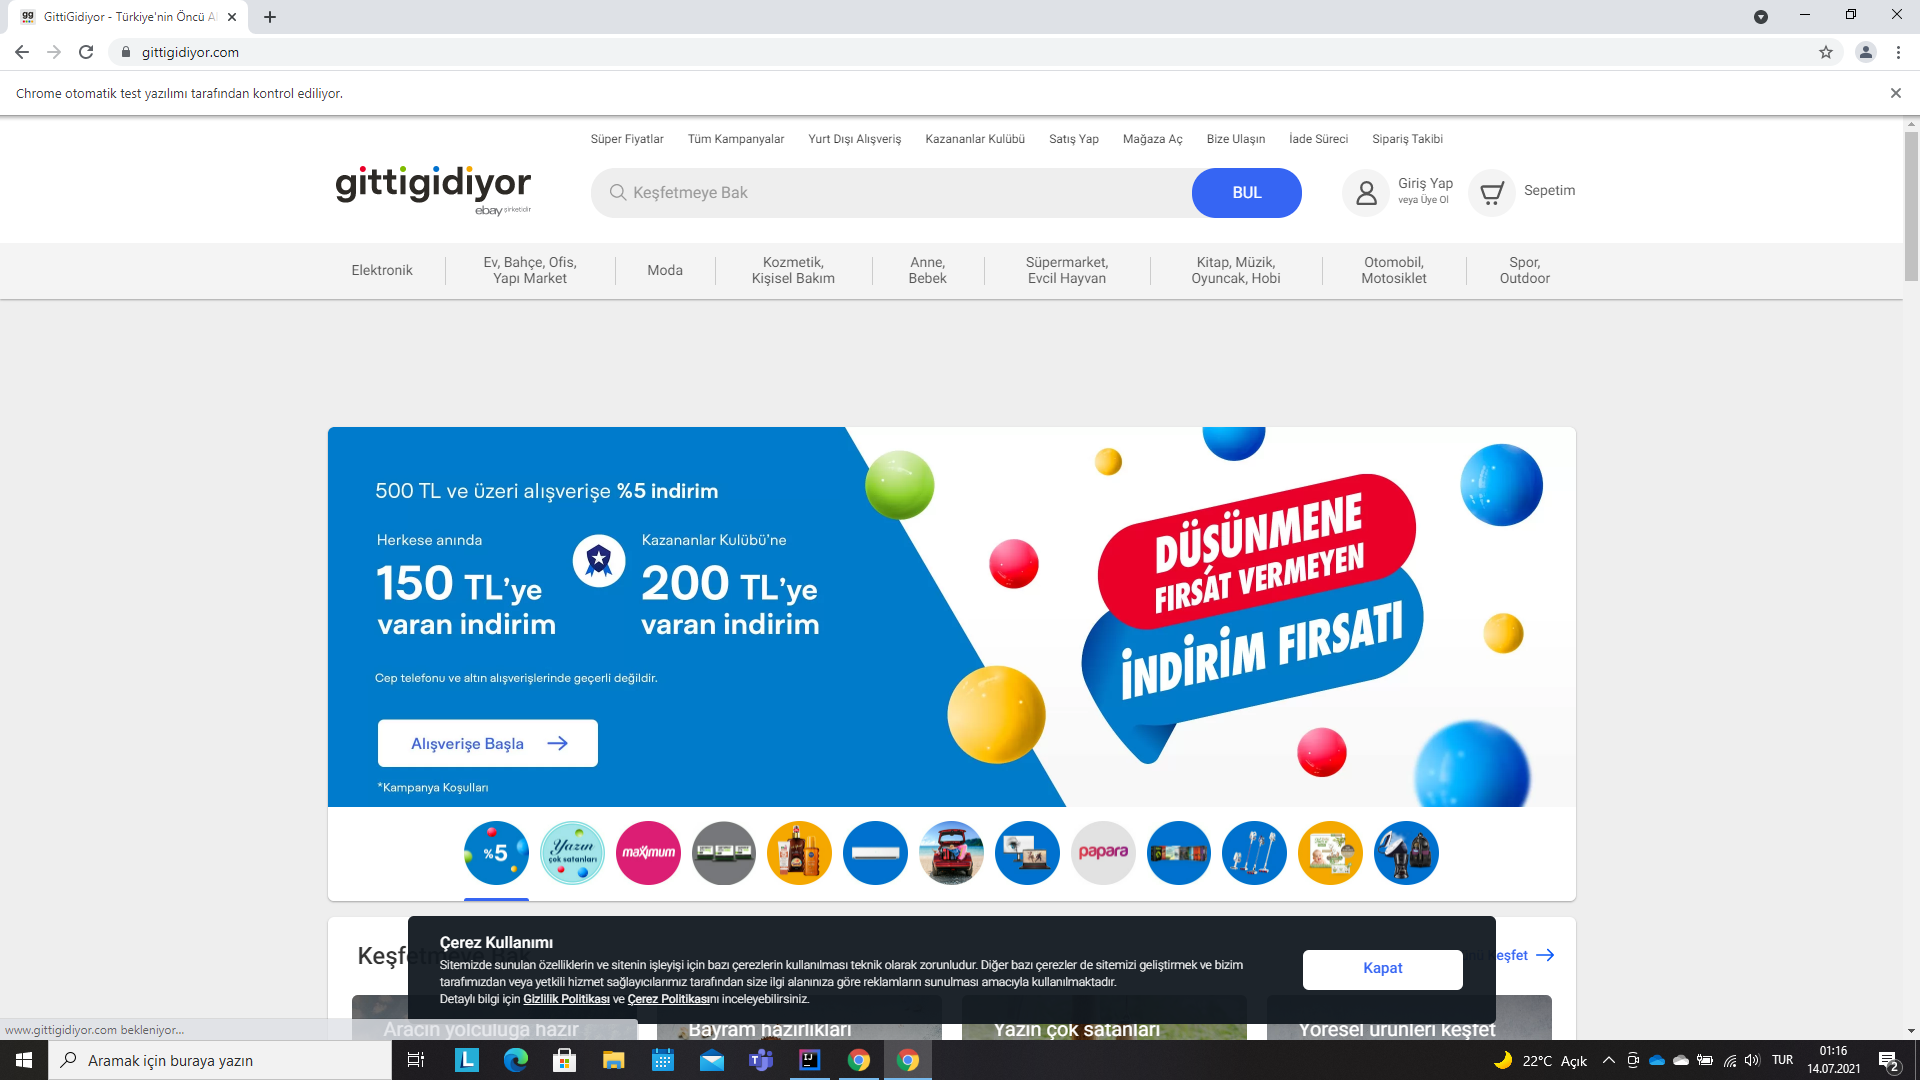 GittiGidiyor - Türkiye'nin Öncü A
gittigidiyor.com
Chrome otomatik test yazılımı tarafından kontrol ediliyor.
Süper Fiyatlar Tüm Kampanyalar Yurt Dışı Alışveriş Kazananlar Kulübü Satış Yap Mağaza Aç Bize Ulaşın İade Süreci Sipariş Takibi
gittigidiyor
ebay şirketidir
Keşfetmeye Bak
BUL
Giriş Yap
veya Üye Ol
Sepetim
Elektronik
Ev, Bahçe, Ofis,
Yapı Market
Moda
Kozmetik,
Kişisel Bakım
Anne,
Bebek
Süpermarket,
Evcil Hayvan
Kitap, Müzik,
Oyuncak, Hobi
Otomobil,
Motosiklet
Spor,
Outdoor
500 TL ve üzeri alışverişe %5 indirim
Herkese anında
150 TL'ye
varan indirim
Kazananlar Kulübü'ne
200 TL'ye
varan indirim
Cep telefonu ve altın alışverişlerinde geçerli değildir.
Alışverişe Başla
*Kampanya Koşulları
DÜŞÜNMENE
FIRSAT VERMEYEN
İNDİRİM FIRSATI
%5
Yazın
çok satanları
maximum
papara
Keşfetmeye Bak
Keşfet
Çerez Kullanımı
Sitemizde sunulan özelliklerin ve sitenin işleyişi için bazı çerezlerin kullanılması teknik olarak zorunludur. Diğer bazı çerezler de sitemizi geliştirmek ve bizim
tarafımızdan veya yetkili hizmet sağlayıcılarımız tarafından size ilgi alanınıza göre reklamların sunulması amacıyla kullanılmaktadır.
Detaylı bilgi için Gizlilik Politikası ve Çerez Politikasını inceleyebilirsiniz.
Kapat
Aracın yolculuğa hazır
Bayram hazırlıkları
Yazın çok satanları
Yöresel ürünleri keşfet
www.gittigidiyor.com bekleniyor...
Aramak için buraya yazın
22°C Açık
TUR
01:16
14.07.2021
2